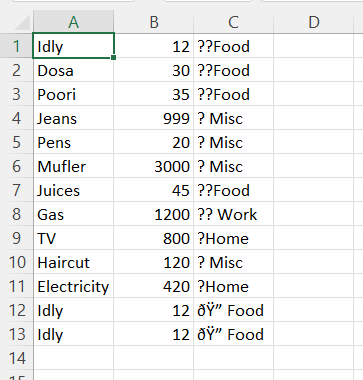 A B C D
1 Idly 12 ??Food
2 Dosa 30 ??Food
3 Poori 35 ??Food
4 Jeans 999 ? Misc
5 Pens 20 ? Misc
6 Mufler 3000 ? Misc
7 Juices 45 ??Food
8 Gas 1200 ?? Work
9 TV 800 ?Home
10 Haircut 120 ? Misc
11 Electricity 420 ?Home
12 Idly 12 ðŸ” Food
13 Idly 12 ðŸ” Food
14
15